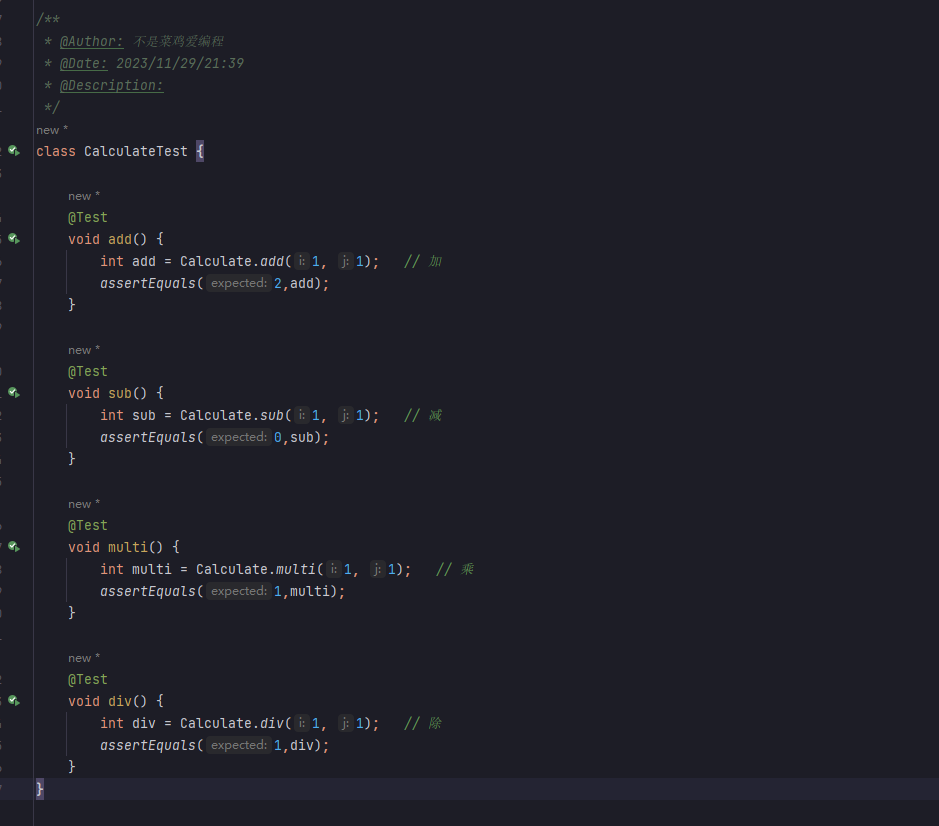 /**
 * @Author: 不是菜鸡爱编程
 * @Date: 2023/11/29/21:39
 * @Description:
 */
new *
class CalculateTest {
new *
@Test
void add() {
int add = Calculate.add( i: 1, j: 1);   // 加
assertEquals( expected: 2,add);
}
new *
@Test
void sub() {
int sub = Calculate.sub( i: 1, j: 1);   // 减
assertEquals( expected: 0,sub);
}
new *
@Test
void multi() {
int multi = Calculate.multi( i: 1, j: 1);   // 乘
assertEquals( expected: 1,multi);
}
new *
@Test
void div() {
int div = Calculate.div( i: 1, j: 1);   // 除
assertEquals( expected: 1,div);
}
}